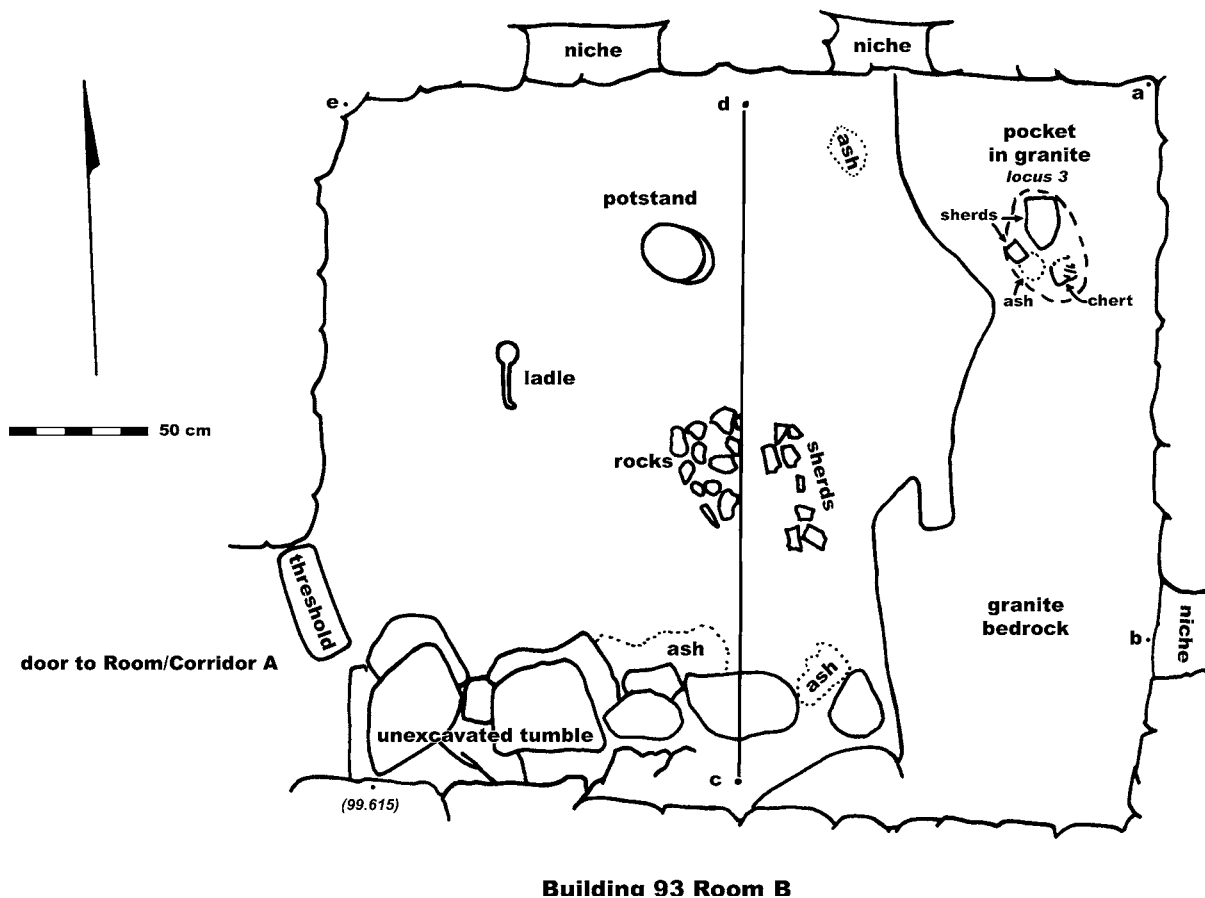 niche
niche
e
d
a
ash
pocket
in granite
locus 3
potstand
sherds
ash
chert
ladle
50 cm
rocks
sherds
threshold
granite
bedrock
niche
b
ash
door to Room/Corridor A
ash
unexcavated tumble
c
(99.615)
Building 93 Room B